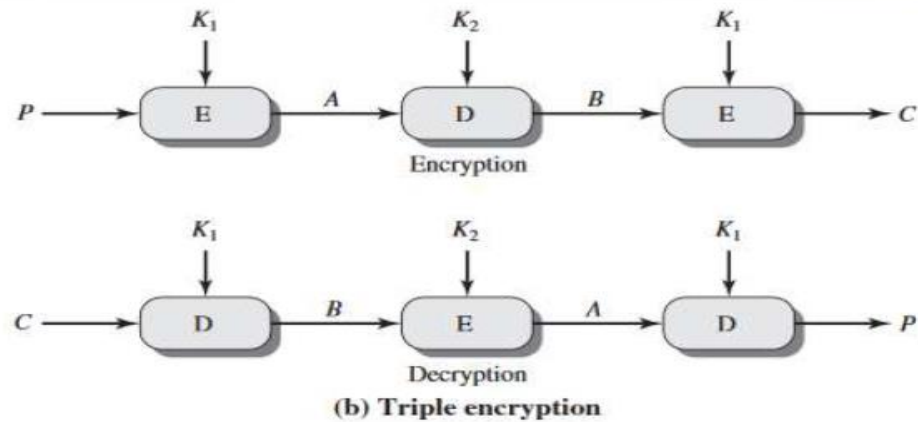 K₁ K₂ K₁
P E A D B E C
Encryption
K₁ K₂ K₁
C D B E A D P
Decryption
(b) Triple encryption